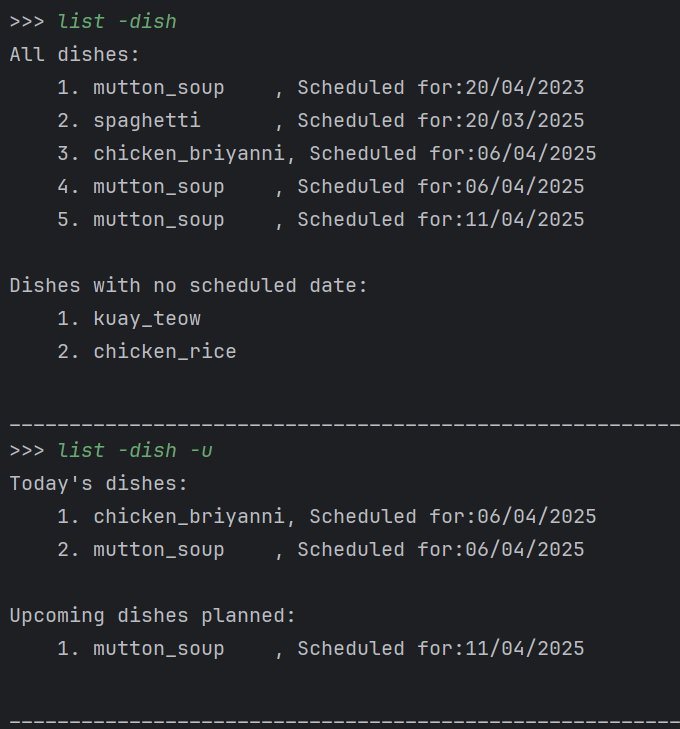 >>> list -dish
All dishes:
    1. mutton_soup    , Scheduled for:20/04/2023
    2. spaghetti      , Scheduled for:20/03/2025
    3. chicken_briyanni, Scheduled for:06/04/2025
    4. mutton_soup    , Scheduled for:06/04/2025
    5. mutton_soup    , Scheduled for:11/04/2025

Dishes with no scheduled date:
    1. kuay_teow
    2. chicken_rice

________________________________________________________
>>> list -dish -u
Today's dishes:
    1. chicken_briyanni, Scheduled for:06/04/2025
    2. mutton_soup    , Scheduled for:06/04/2025

Upcoming dishes planned:
    1. mutton_soup    , Scheduled for:11/04/2025

________________________________________________________